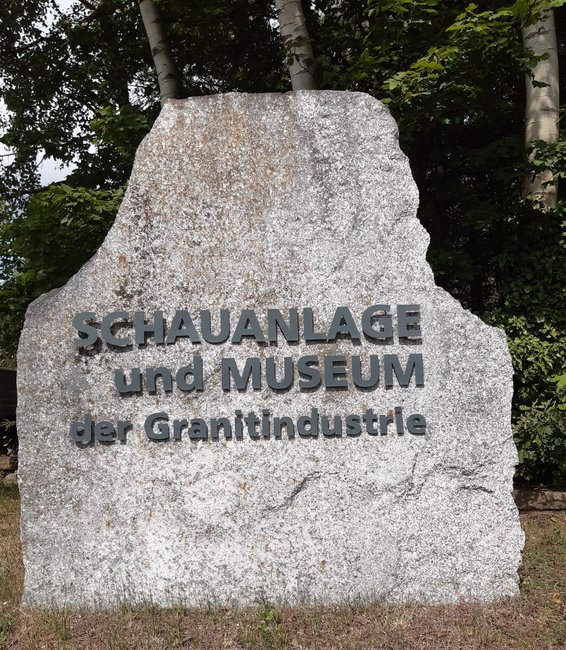 SCHAUANLAGE
und MUSEUM
der Granitindustrie